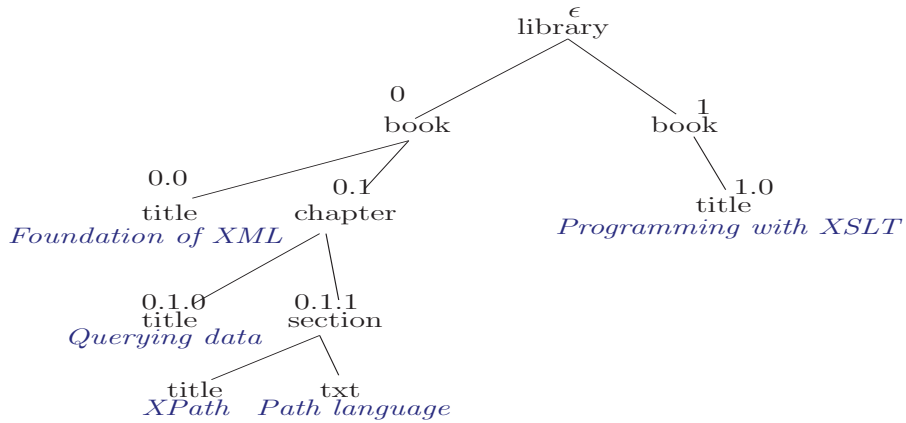 ϵ
library
0
book
1
book
0.0
title
Foundation of XML
0.1
chapter
1.0
title
Programming with XSLT
0.1.0
title
Querying data
0.1.1
section
title
XPath
txt
Path language